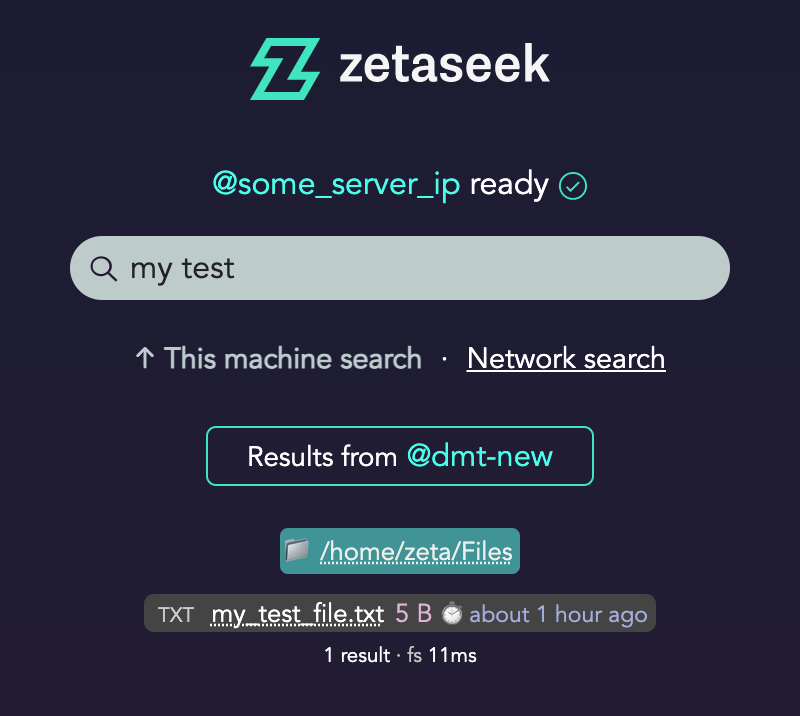 zetaseek
@some_server_ip ready
my test
↑ This machine search · Network search
Results from @dmt-new
/home/zeta/Files
TXT my_test_file.txt 5 B about 1 hour ago
1 result · fs 11ms